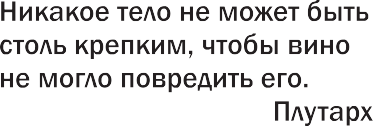 Никакое тело не может быть
столь крепким, чтобы вино
не могло повредить его.
Плутарх